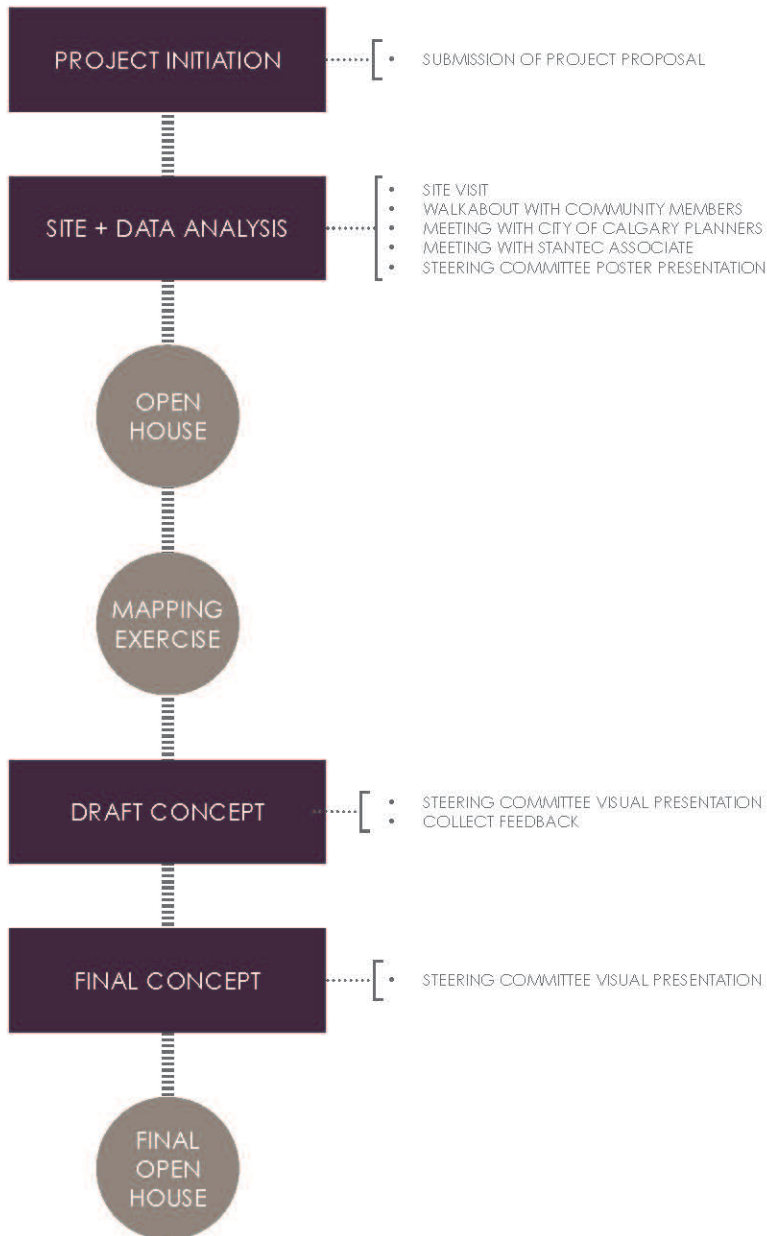 PROJECT INITIATION
• SUBMISSION OF PROJECT PROPOSAL
SITE + DATA ANALYSIS
• SITE VISIT
• WALKABOUT WITH COMMUNITY MEMBERS
• MEETING WITH CITY OF CALGARY PLANNERS
• MEETING WITH STANTEC ASSOCIATE
• STEERING COMMITTEE POSTER PRESENTATION
OPEN
HOUSE
MAPPING
EXERCISE
DRAFT CONCEPT
• STEERING COMMITTEE VISUAL PRESENTATION
• COLLECT FEEDBACK
FINAL CONCEPT
• STEERING COMMITTEE VISUAL PRESENTATION
FINAL
OPEN
HOUSE